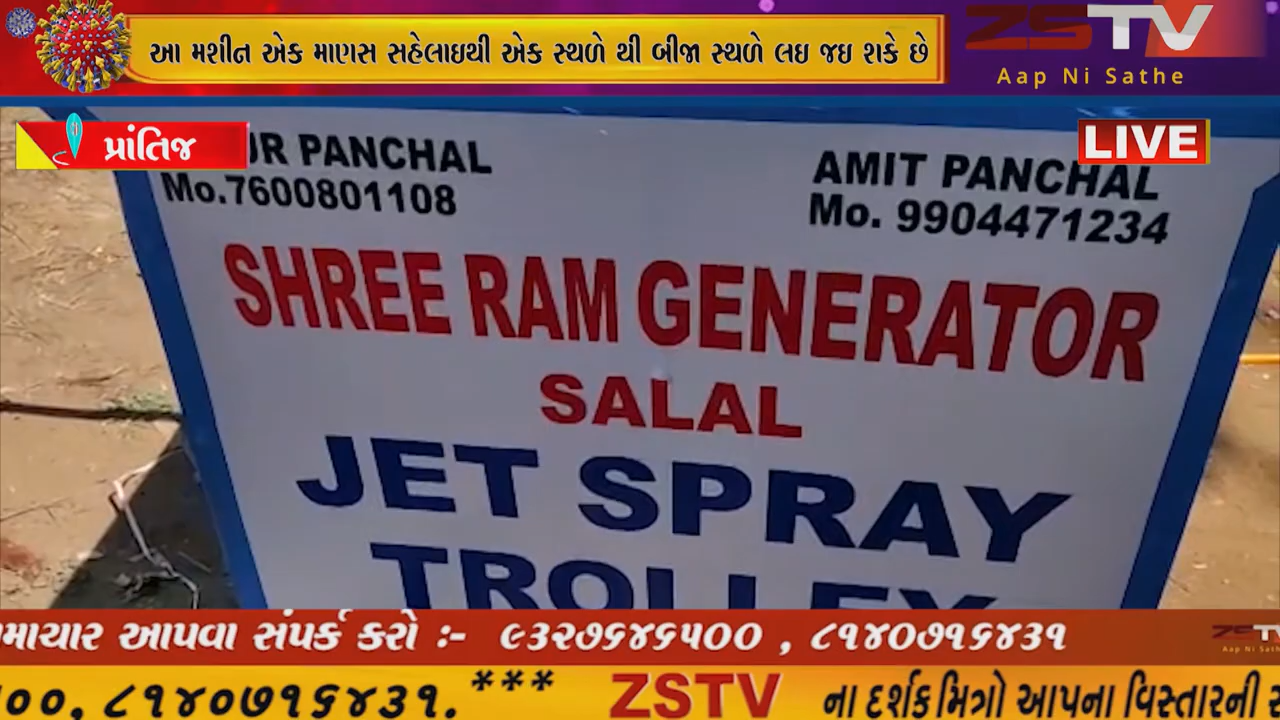 આ મશીન એક માણસ સહેલાઇથી એક સ્થળે થી બીજા સ્થળે લઇ જઇ શકે છે
ZSTV
Aap Ni Sathe
પ્રાંતિજ
LIVE
PANCHAL
Mo.7600801108
AMIT PANCHAL
Mo. 9904471234
SHREE RAM GENERATOR
SALAL
JET SPRAY
TROLLEY
આપવા સંપર્ક કરો :- ૯૩૨૭૬૪૬૫૦૦ , ૮૧૪૦૭૧૬૪૩૧
ZSTV
Aap Ni Sathe
૦૦, ૮૧૪૦૭૧૬૪૩૧. *** ZSTV ના દર્શક મિત્રો આપના વિસ્તારની